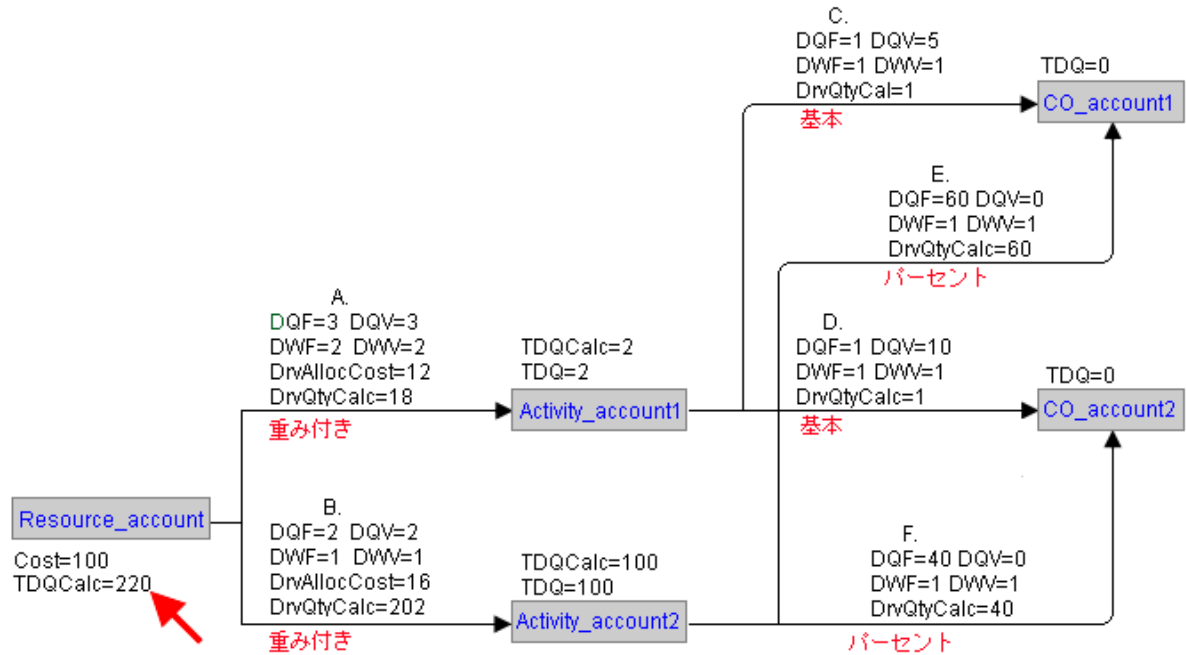 C.
DQF=1 DQV=5
DWF=1 DWV=1
DrvQtyCal=1
基本
TDQ=0
CO_account1
E.
DQF=60 DQV=0
DWF=1 DWV=1
DrvQtyCalc=60
パーセント
A.
DQF=3 DQV=3
DWF=2 DWV=2
DrvAllocCost=12
DrvQtyCalc=18
重み付き
TDQCalc=2
TDQ=2
Activity_account1
D.
DQF=1 DQV=10
DWF=1 DWV=1
DrvQtyCalc=1
基本
TDQ=0
CO_account2
Resource_account
Cost=100
TDQCalc=220
B.
DQF=2 DQV=2
DWF=1 DWV=1
DrvAllocCost=16
DrvQtyCalc=202
重み付き
TDQCalc=100
TDQ=100
Activity_account2
F.
DQF=40 DQV=0
DWF=1 DWV=1
DrvQtyCalc=40
パーセント